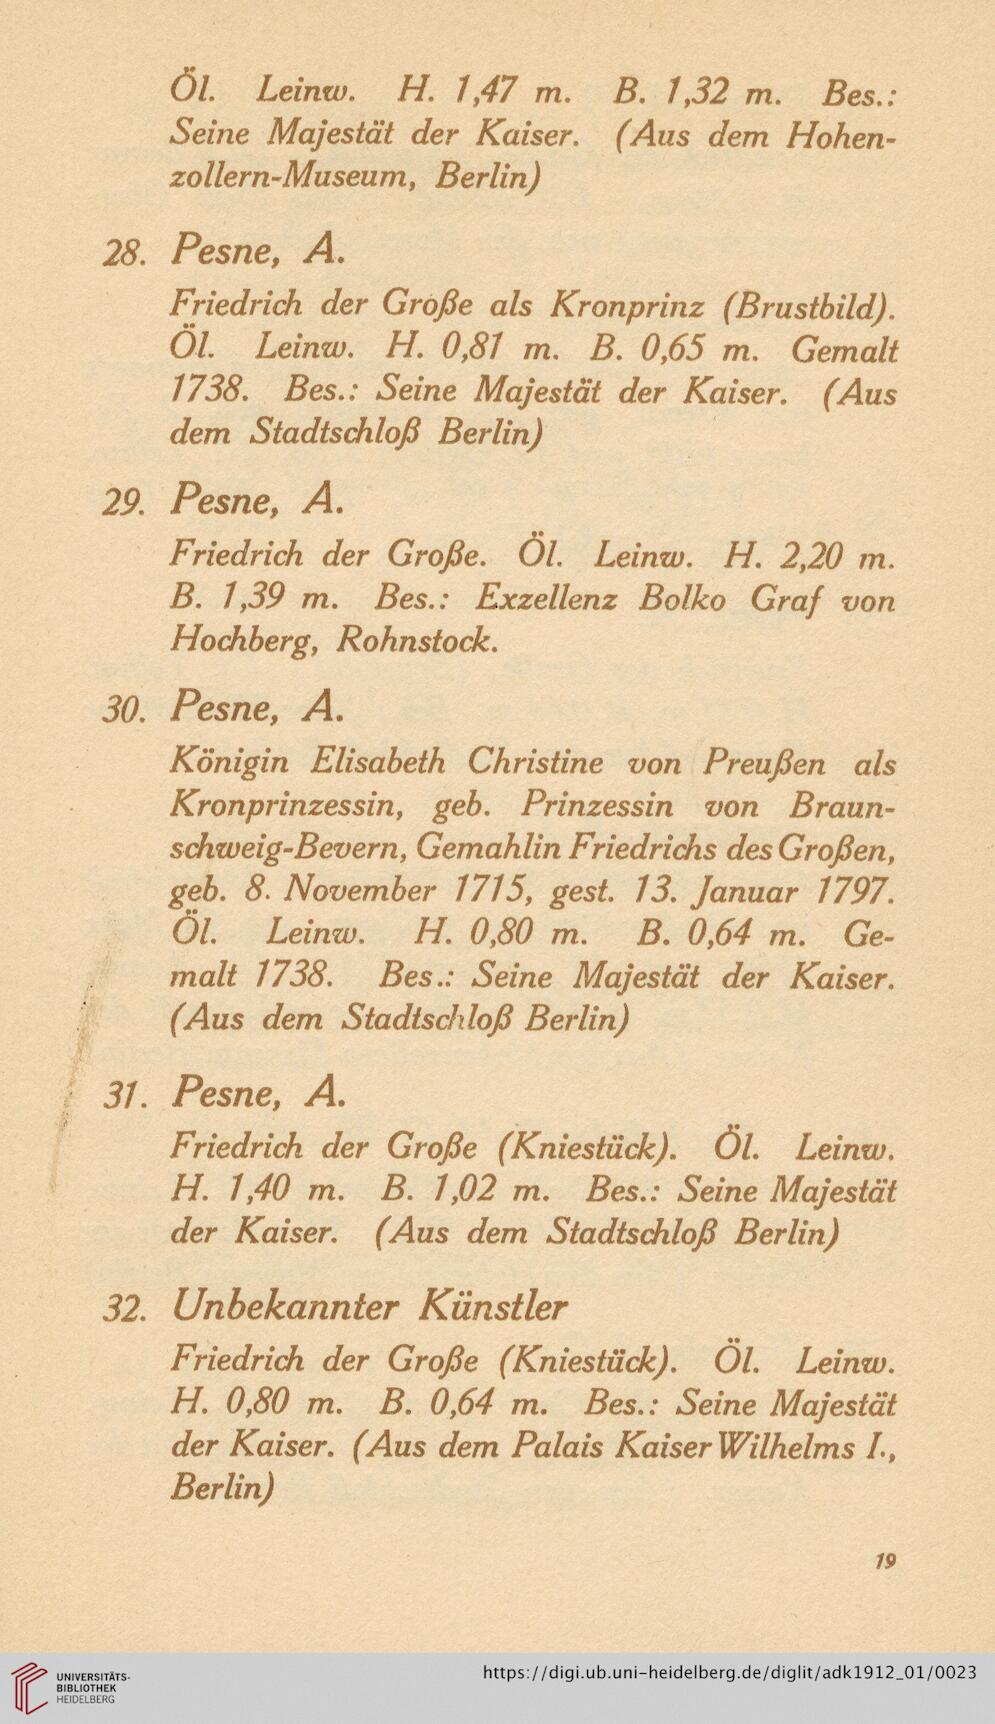 Öl. Leinw. H. 1,47 m. B. 1,32 m. Bes.:
Seine Majestät der Kaiser. (Aus dem Hohen-
zollern-Museum, Berlin)
28. Pesne, A.
Friedrich der Große als Kronprinz (Brustbild).
Öl. Leinw. H. 0,81 m. B. 0,65 m. Gemalt
1738. Bes.: Seine Majestät der Kaiser. (Aus
dem Stadtschloß Berlin)
29. Pesne, A.
Friedrich der Große. Öl. Leinw. H. 2,20 m.
B. 1,39 m. Bes.: Exzellenz Bolko Graf von
Hochberg, Rohnstock.
30. Pesne, A.
Königin Elisabeth Christine von Preußen als
Kronprinzessin, geb. Prinzessin von Braun-
schweig-Bevern, Gemahlin Friedrichs des Großen,
geb. 8. November 1715, gest. 13. Januar 1797.
Öl. Leinw. H. 0,80 m. B. 0,64 m. Ge-
malt 1738. Bes.: Seine Majestät der Kaiser.
(Aus dem Stadtschloß Berlin)
31. Pesne, A.
Friedrich der Große (Kniestück). Öl. Leinw.
H. 1,40 m. B. 1,02 m. Bes.: Seine Majestät
der Kaiser. (Aus dem Stadtschloß Berlin)
32. Unbekannter Künstler
Friedrich der Große (Kniestück). Öl. Leinw.
H. 0,80 m. B. 0,64 m. Bes.: Seine Majestät
der Kaiser. (Aus dem Palais Kaiser Wilhelms I.,
Berlin)
19
UNIVERSITÄTS-
BIBLIOTHEK
HEIDELBERG
https://digi.ub.uni-heidelberg.de/diglit/adk1912_01/0023